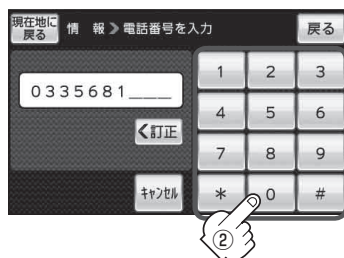 現在地に
戻る
情 報 》電話番号を入力
戻る
0335681___
く訂正
キャンセル
1 2 3
4 5 6
7 8 9
* 0 #
②